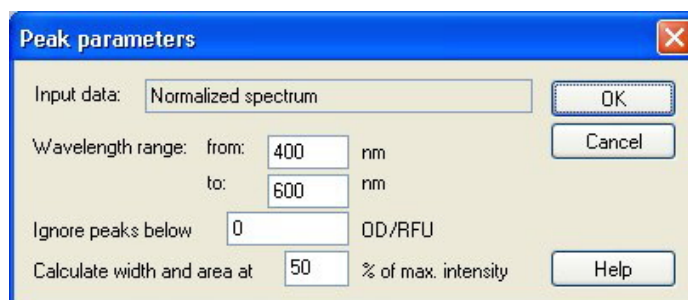 Peak parameters
Input data: Normalized spectrum OK
Wavelength range: from: 400 nm Cancel
to: 600 nm
Ignore peaks below 0 OD/RFU
Calculate width and area at 50 % of max. intensity Help